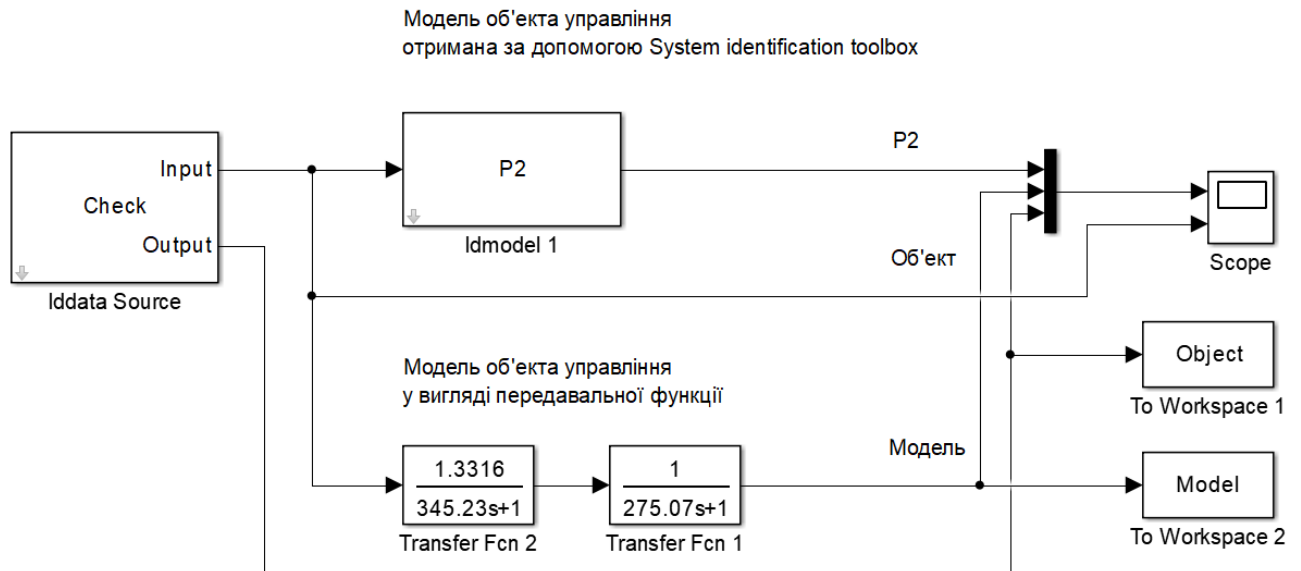 Модель об'єкта управління
отримана за допомогою System identification toolbox
Input
Check
Output
Iddata Source
P2
Idmodel 1
P2
Об'ект
Scope
Модель об'єкта управління
у вигляді передавальної функції
1.3316
345.23s+1
Transfer Fcn 2
1
275.07s+1
Transfer Fcn 1
Модель
Object
To Workspace 1
Model
To Workspace 2